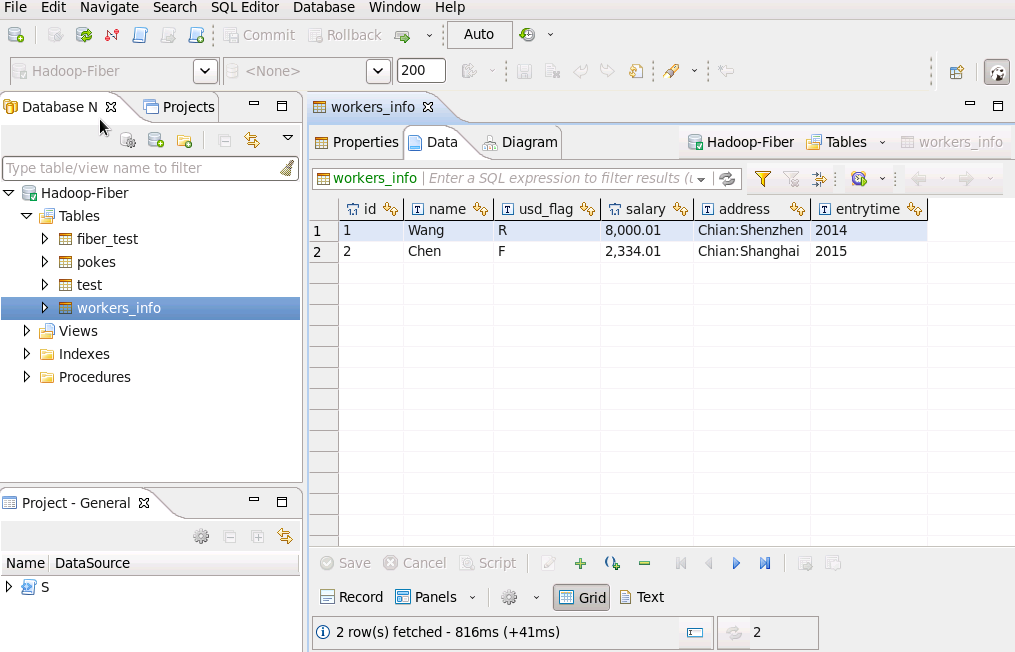 File Edit Navigate Search SQL Editor Database Window Help
Commit Rollback Auto
Hadoop-Fiber <None> 200
Database N Projects
Type table/view name to filter
Hadoop-Fiber
Tables
fiber_test
pokes
test
workers_info
Views
Indexes
Procedures
Project - General
Name DataSource
S
workers_info
Properties Data Diagram Hadoop-Fiber Tables workers_info
workers_info Enter a SQL expression to filter results (u
id name usd_flag salary address entrytime
1 1 Wang R 8,000.01 Chian:Shenzhen 2014
2 2 Chen F 2,334.01 Chian:Shanghai 2015
Save Cancel Script
Record Panels Grid Text
2 row(s) fetched - 816ms (+41ms) 2